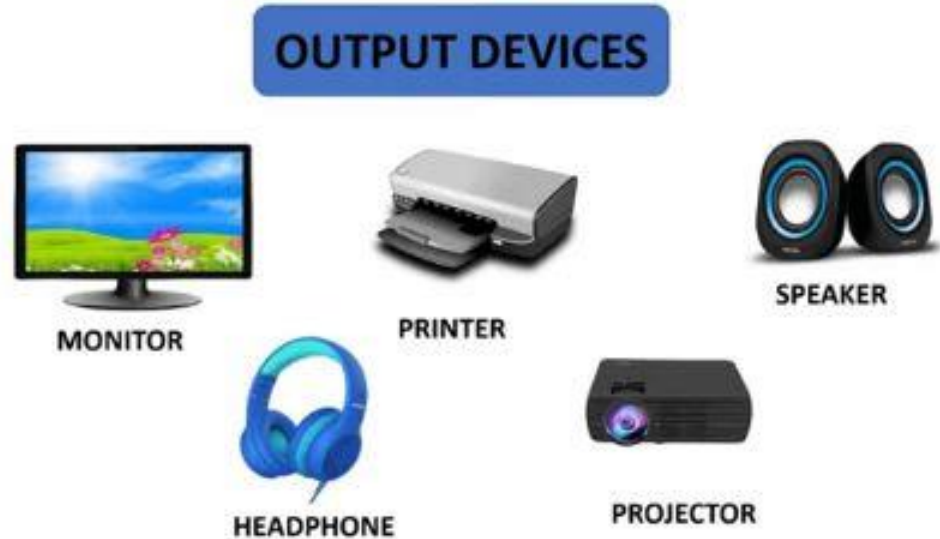 OUTPUT DEVICES
MONITOR
PRINTER
SPEAKER
HEADPHONE
PROJECTOR